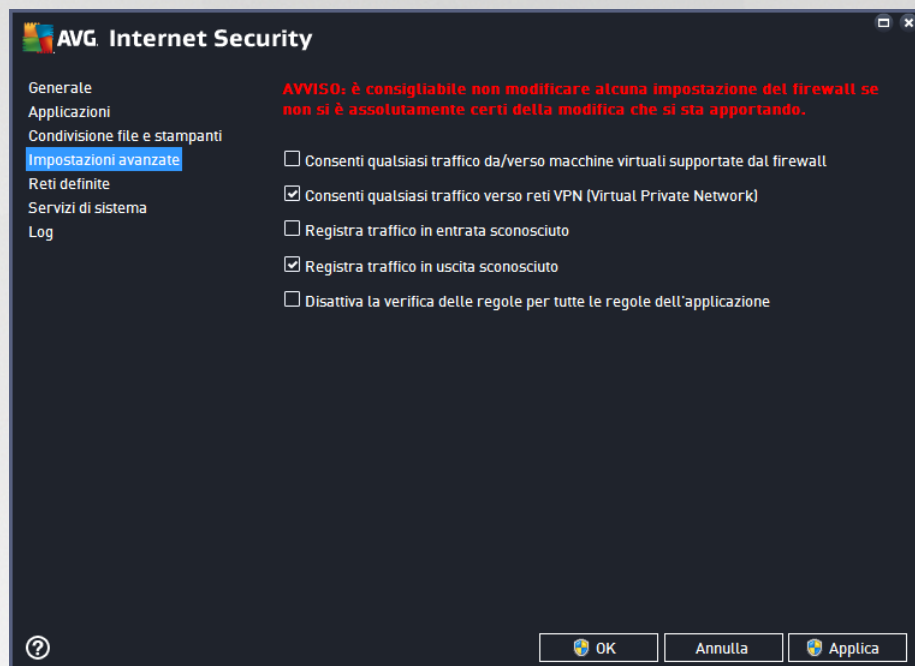 AVG Internet Security
Generale
Applicazioni
Condivisione file e stampanti
Impostazioni avanzate
Reti definite
Servizi di sistema
Log
AVVISO: è consigliabile non modificare alcuna impostazione del firewall se
non si è assolutamente certi della modifica che si sta apportando.
Consenti qualsiasi traffico da/verso macchine virtuali supportate dal firewall
Consenti qualsiasi traffico verso reti VPN (Virtual Private Network)
Registra traffico in entrata sconosciuto
Registra traffico in uscita sconosciuto
Disattiva la verifica delle regole per tutte le regole dell'applicazione
?
OK
Annulla
Applica